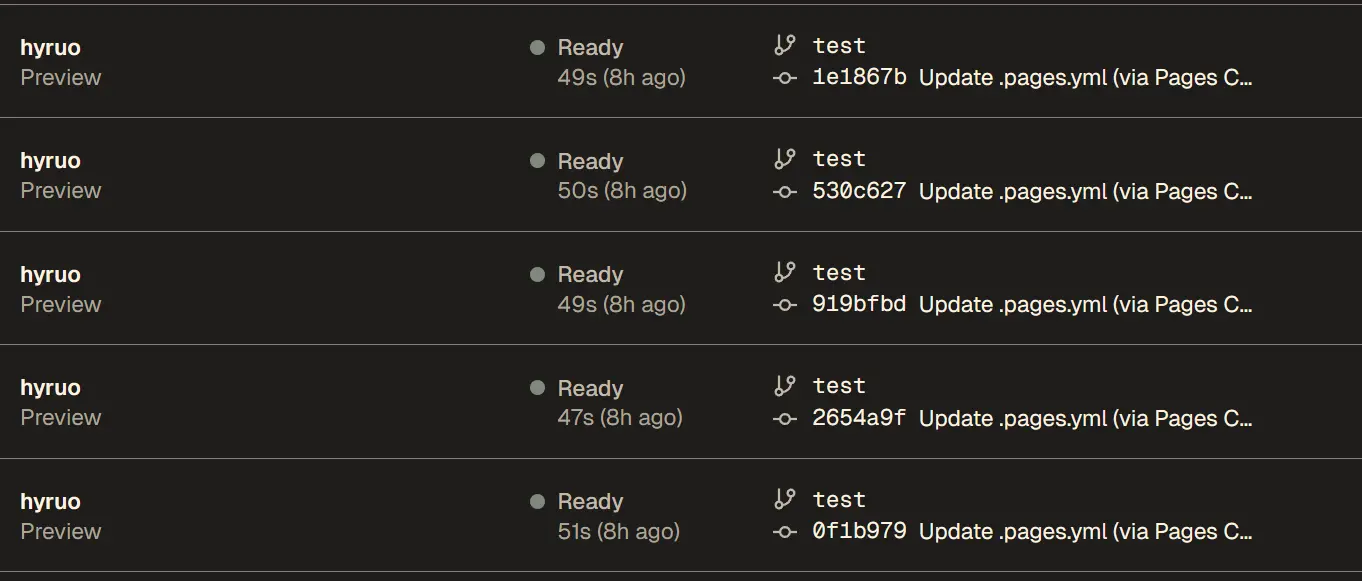 hyruo
Preview
Ready
49s (8h ago)
test
1e1867b Update .pages.yml (via Pages C...
hyruo
Preview
Ready
50s (8h ago)
test
530c627 Update .pages.yml (via Pages C...
hyruo
Preview
Ready
49s (8h ago)
test
919bfbd Update .pages.yml (via Pages C...
hyruo
Preview
Ready
47s (8h ago)
test
2654a9f Update .pages.yml (via Pages C...
hyruo
Preview
Ready
51s (8h ago)
test
0f1b979 Update .pages.yml (via Pages C...